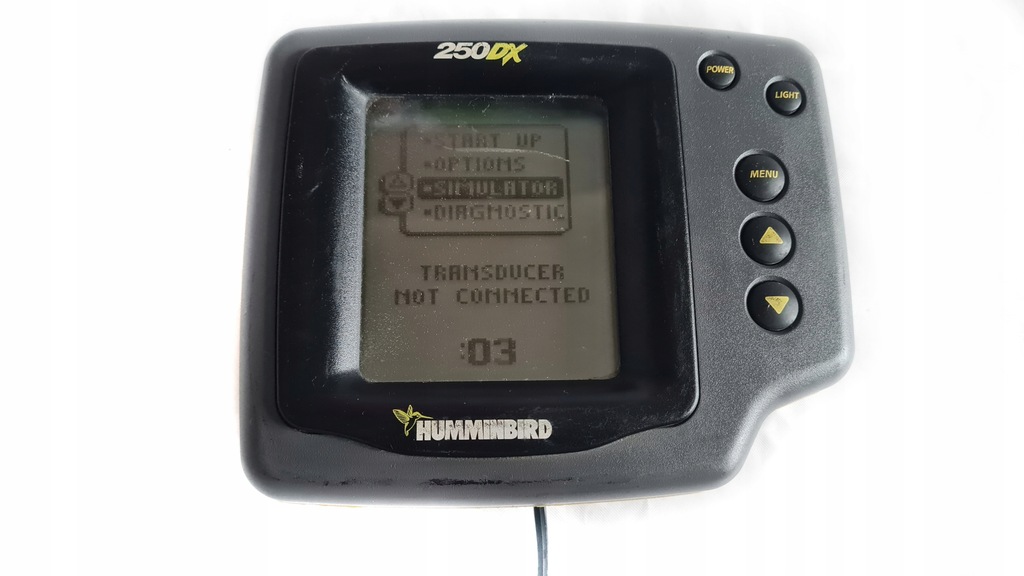 250DX
POWER
LIGHT
MENU
•START UP
•OPTIONS
•SIMULATOR
•DIAGNOSTIC
TRANSDUCER
NOT CONNECTED
:03
HUMMINBIRD